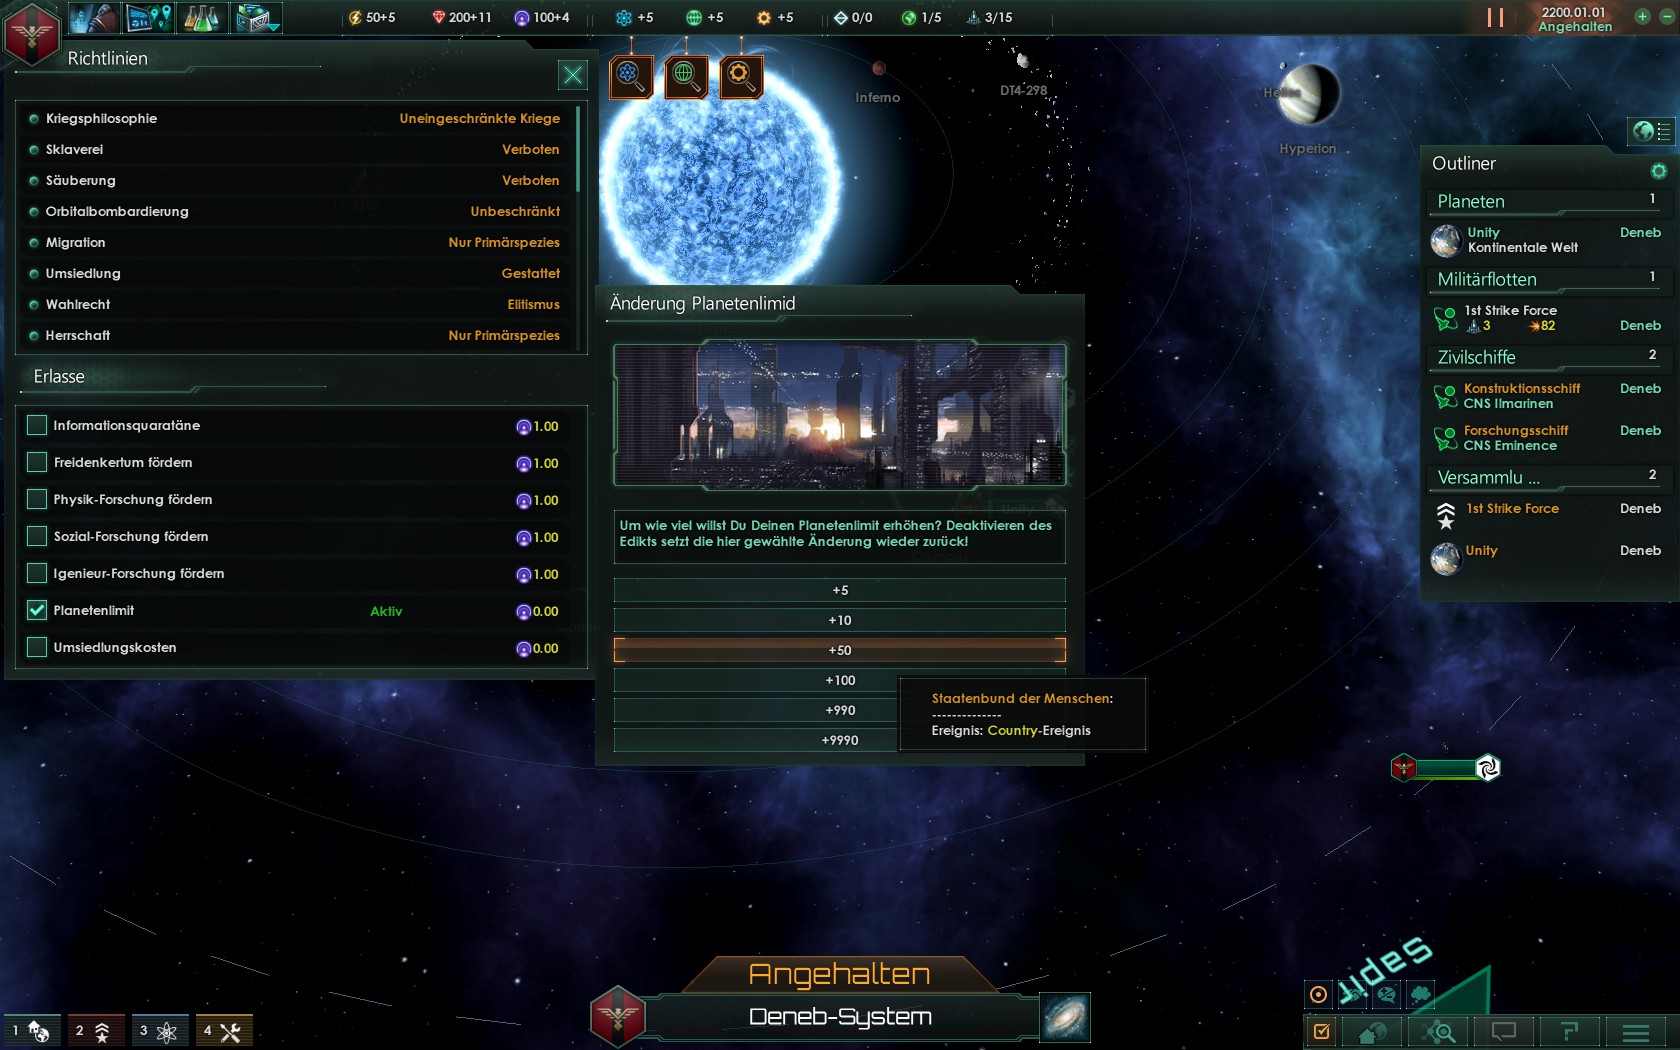 50+5
200+11
100+4
+5
+5
+5
0/0
1/5
3/15
2200.01.01
Angehalten
Richtlinien
Kriegsphilosophie Uneingeschränkte Kriege
Sklaverei Verboten
Säuberung Verboten
Orbitalbombardierung Unbeschränkt
Migration Nur Primärspezies
Umsiedlung Gestattet
Wahlrecht Elitismus
Herrschaft Nur Primärspezies
Erlasse
Informationsquaratäne 1.00
Freidenkertum fördern 1.00
Physik-Forschung fördern 1.00
Sozial-Forschung fördern 1.00
Igenieur-Forschung fördern 1.00
Planetenlimit Aktiv 0.00
Umsiedlungskosten 0.00
Inferno
DT4-298
Hyperion
Änderung Planetenlimid
Um wie viel willst Du Deinen Planetenlimit erhöhen? Deaktivieren des
Edikts setzt die hier gewählte Änderung wieder zurück!
+5
+10
+50
+100
+990
+9990
Staatenbund der Menschen:
--------------
Ereignis: Country-Ereignis
Outliner
Planeten 1
Unity Deneb
Kontinentale Welt
Militärflotten 1
1st Strike Force
3 82 Deneb
Zivilschiffe 2
Konstruktionsschiff Deneb
CNS Ilmarinen
Forschungsschiff Deneb
CNS Eminence
Versammlu ... 2
1st Strike Force Deneb
Unity Deneb
Angehalten
Deneb-System
1
2
3
4